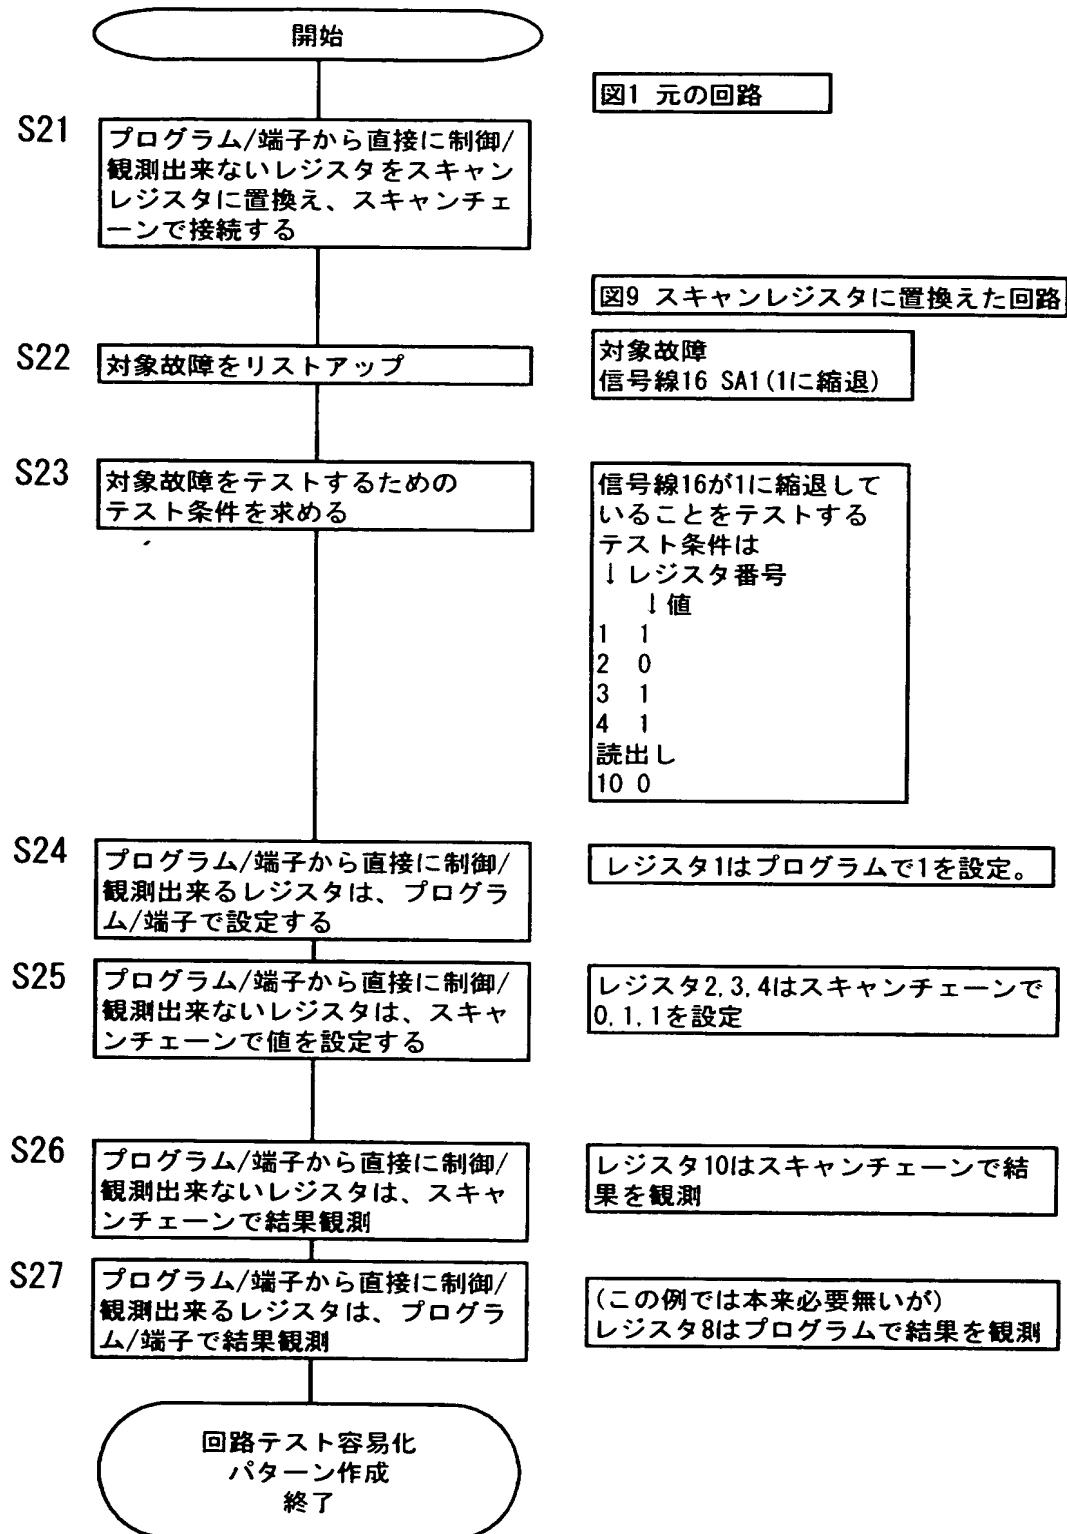 開始
図1 元の回路
S21
プログラム/端子から直接に制御/
観測出来ないレジスタをスキャン
レジスタに置換え、スキャンチェ
ーンで接続する
図9 スキャンレジスタに置換えた回路
S22
対象故障をリストアップ
対象故障
信号線16 SA1(1に縮退)
S23
対象故障をテストするための
テスト条件を求める
信号線16が1に縮退して
いることをテストする
テスト条件は
↓レジスタ番号
↓値
1 1
2 0
3 1
4 1
読出し
10 0
S24
プログラム/端子から直接に制御/
観測出来るレジスタは、プログラ
ム/端子で設定する
レジスタ1はプログラムで1を設定。
S25
プログラム/端子から直接に制御/
観測出来ないレジスタは、スキャ
ンチェーンで値を設定する
レジスタ2,3,4はスキャンチェーンで
0,1,1を設定
S26
プログラム/端子から直接に制御/
観測出来ないレジスタは、スキャ
ンチェーンで結果観測
レジスタ10はスキャンチェーンで結
果を観測
S27
プログラム/端子から直接に制御/
観測出来るレジスタは、プログラ
ム/端子で結果観測
(この例では本来必要無いが)
レジスタ8はプログラムで結果を観測
回路テスト容易化
パターン作成
終了